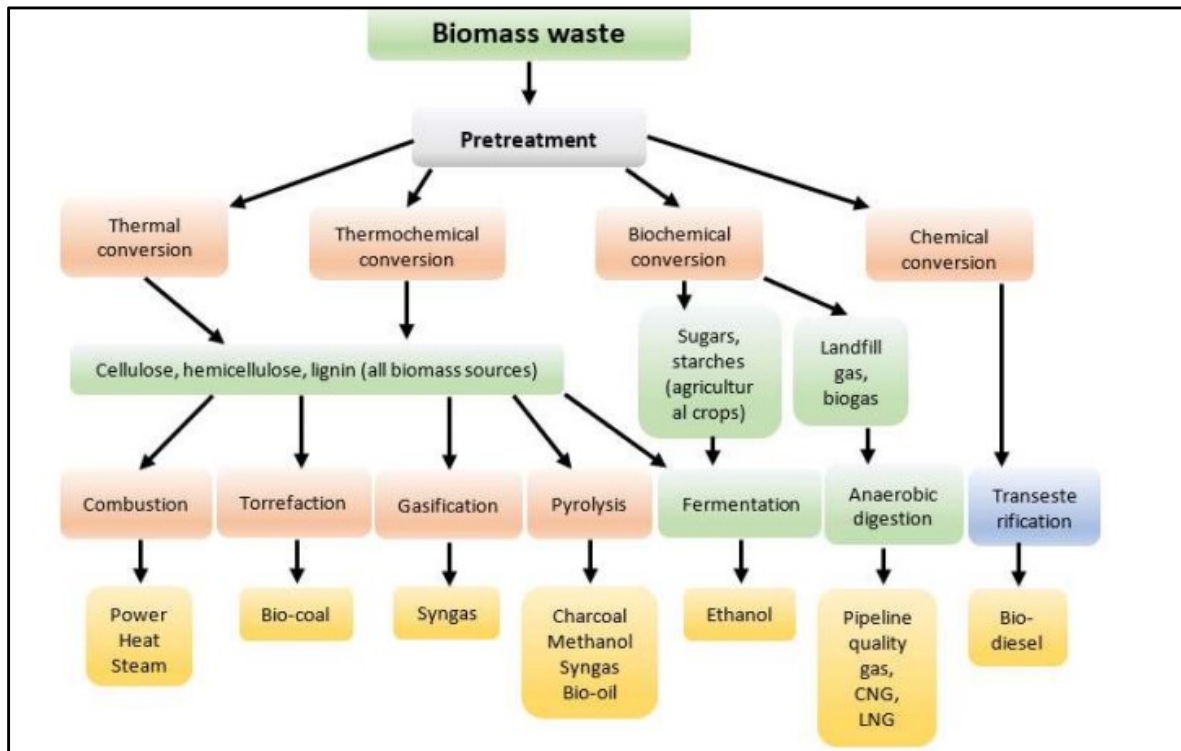 Biomass waste
Pretreatment
Thermal
conversion
Thermochemical
conversion
Biochemical
conversion
Chemical
conversion
Sugars,
starches
(agricultur
al crops)
Landfill
gas,
biogas
Cellulose, hemicellulose, lignin (all biomass sources)
Combustion
Torrefaction
Gasification
Pyrolysis
Fermentation
Anaerobic
digestion
Transeste
rification
Power
Heat
Steam
Bio-coal
Syngas
Charcoal
Methanol
Syngas
Bio-oil
Ethanol
Pipeline
quality
gas,
CNG,
LNG
Bio-
diesel